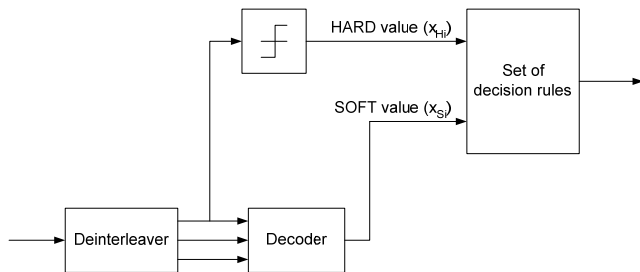 HARD value (x_Hi)
Set of
decision rules
SOFT value (x_Si)
Deinterleaver
Decoder